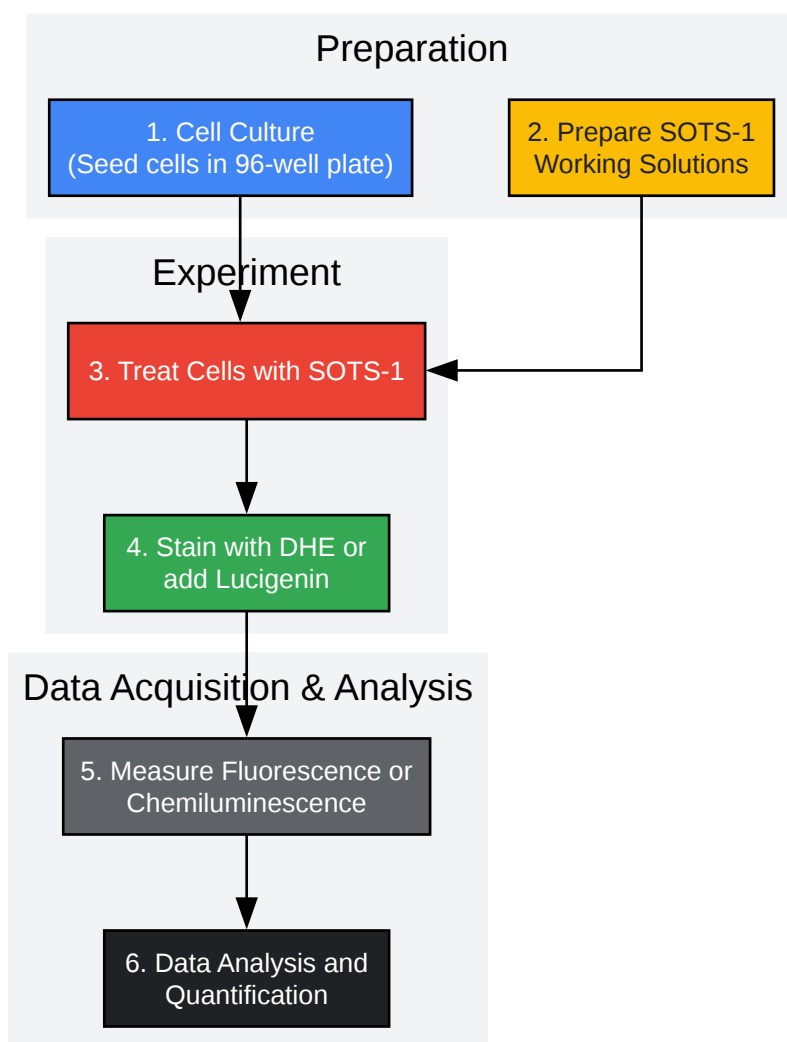 Preparation
1. Cell Culture
(Seed cells in 96-well plate)
2. Prepare SOTS-1
Working Solutions
Experiment
3. Treat Cells with SOTS-1
4. Stain with DHE or
add Lucigenin
Data Acquisition & Analysis
5. Measure Fluorescence or
Chemiluminescence
6. Data Analysis and
Quantification